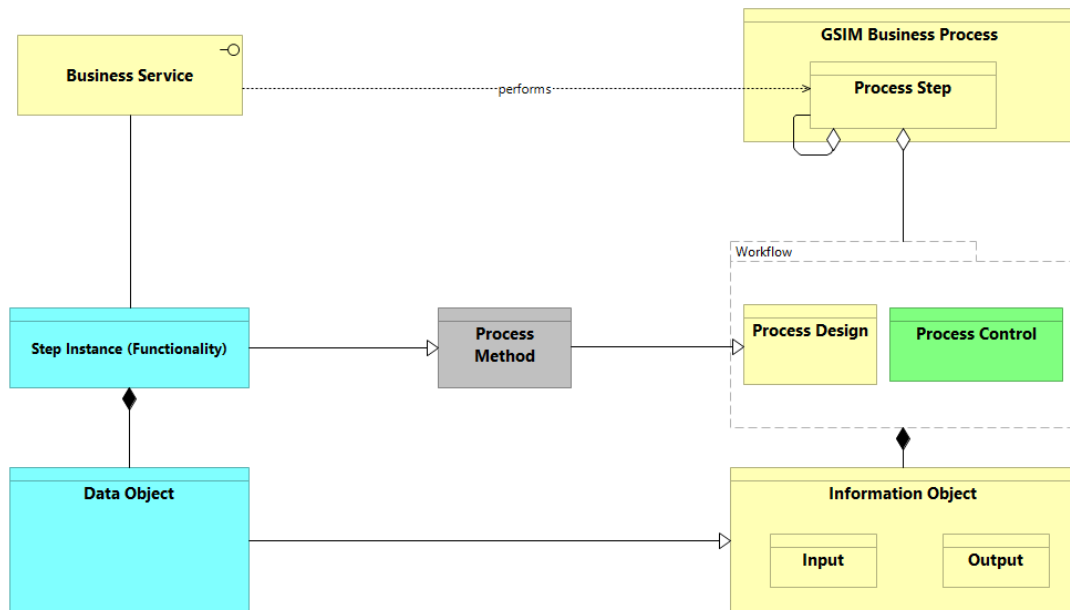 GSIM Business Process
Business Service
performs
Process Step
Workflow
Step Instance (Functionality)
Process
Method
Process Design
Process Control
Data Object
Information Object
Input
Output